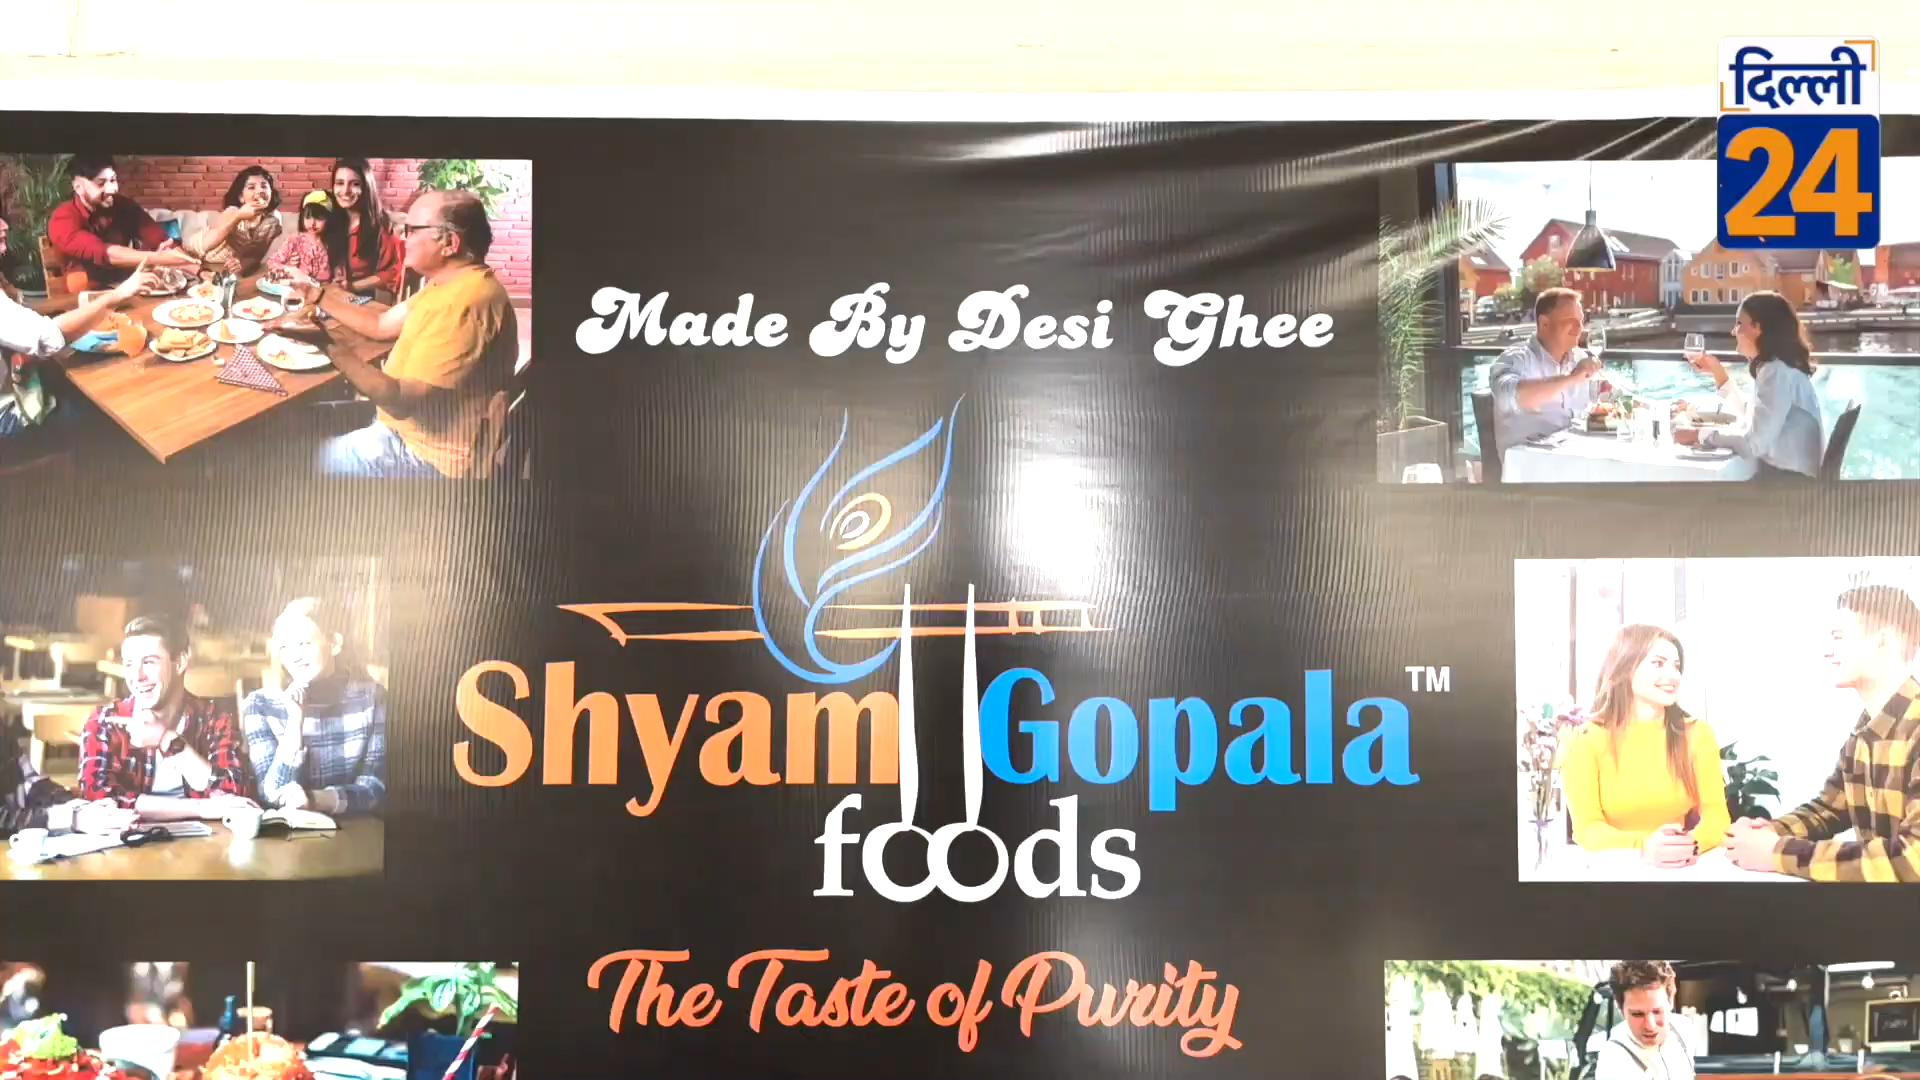 दिल्ली
24
Made By Desi Ghee
Shyam Gopala™
foods
The Taste of Purity